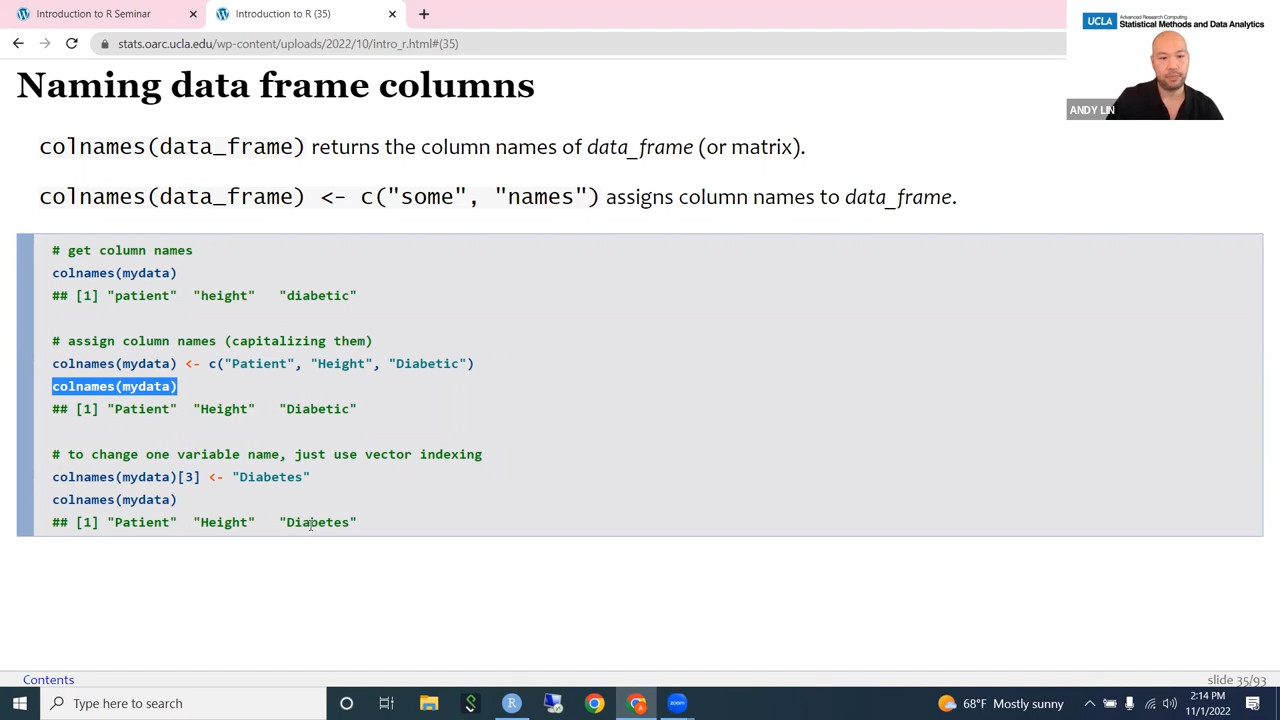 Introduction to R Seminar
Introduction to R (35)
stats.oarc.ucla.edu/wp-content/uploads/2022/10/intro_r.html#(35)
UCLA Advanced Research Computing
Statistical Methods and Data Analytics
ANDY LIN
Naming data frame columns
colnames(data_frame) returns the column names of data_frame (or matrix).
colnames(data_frame) <- c("some", "names") assigns column names to data_frame.
# get column names
colnames(mydata)
## [1] "patient"  "height"   "diabetic"
# assign column names (capitalizing them)
colnames(mydata) <- c("Patient", "Height", "Diabetic")
colnames(mydata)
## [1] "Patient"  "Height"   "Diabetic"
# to change one variable name, just use vector indexing
colnames(mydata)[3] <- "Diabetes"
colnames(mydata)
## [1] "Patient"  "Height"   "Diabetes"
Contents
slide 35/93
Type here to search
zoom
68°F Mostly sunny
2:14 PM
11/1/2022